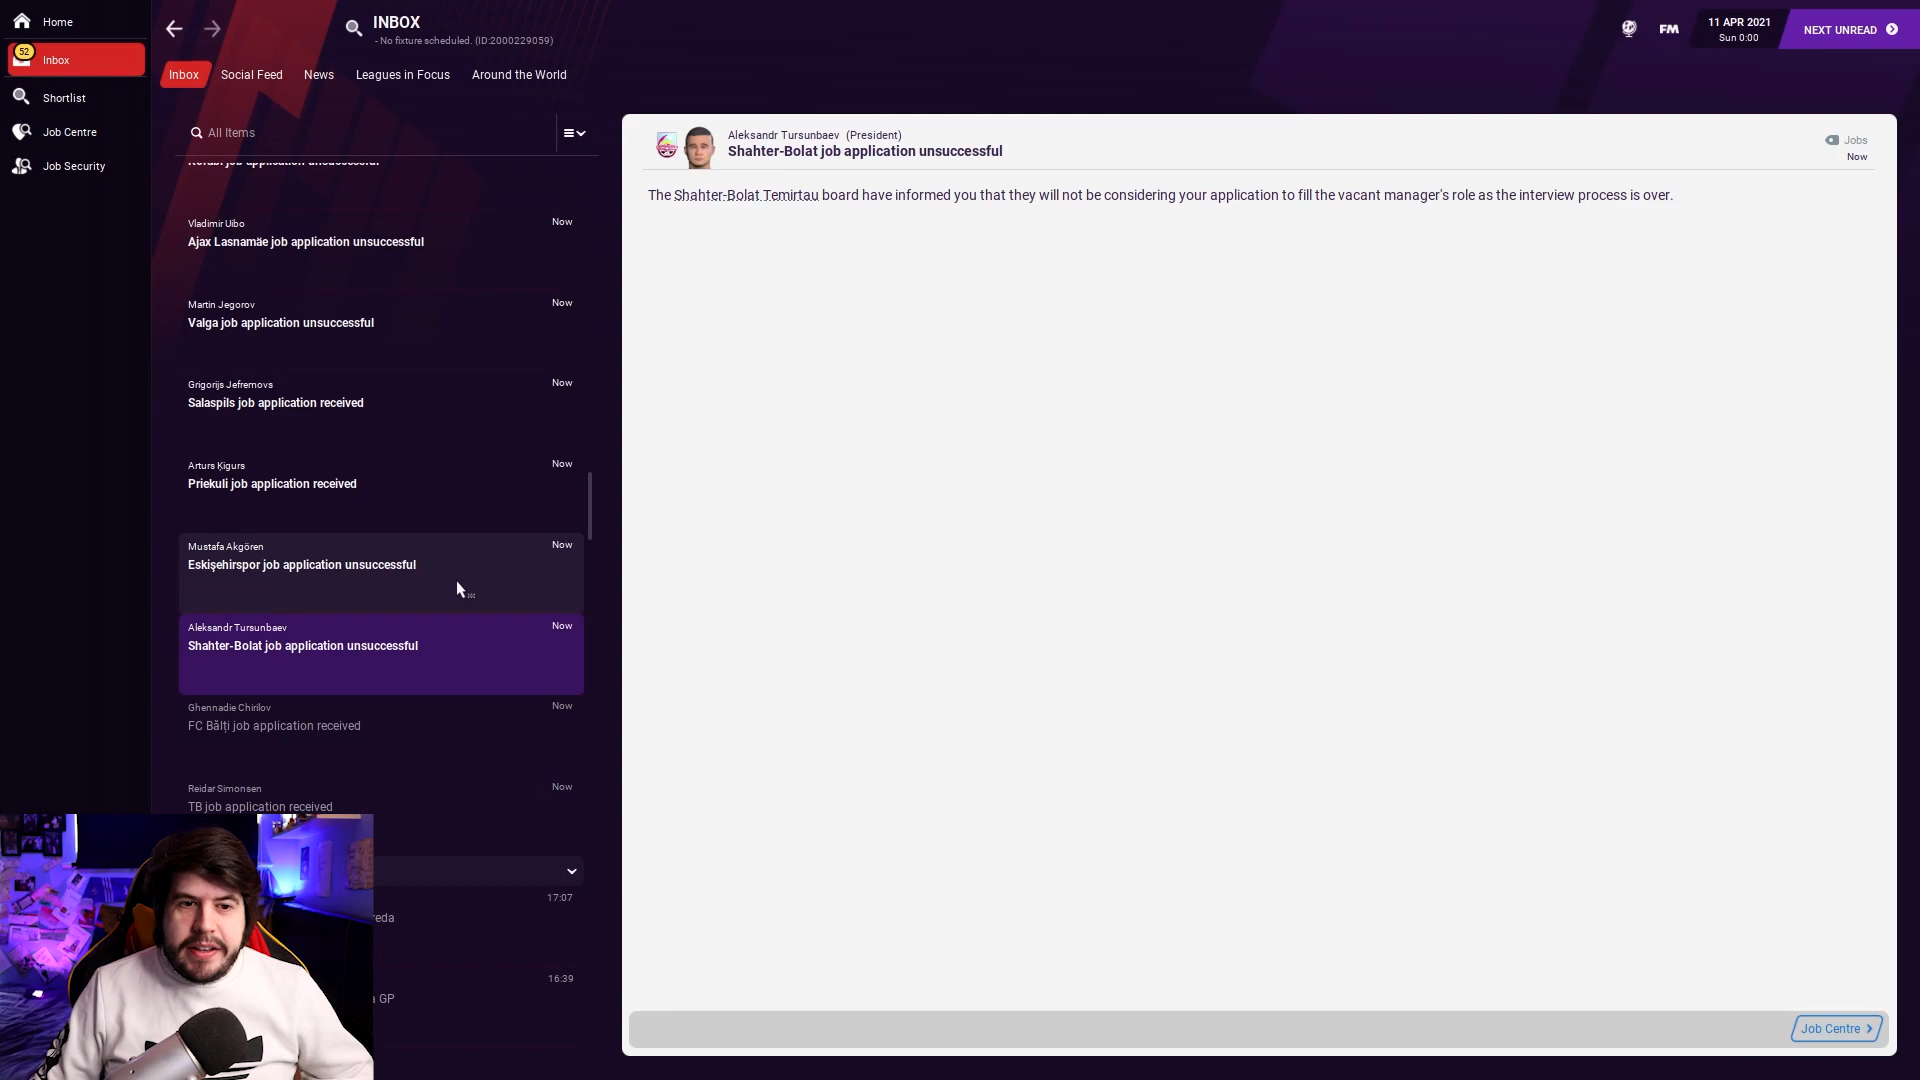 Home
52
Inbox
Shortlist
Job Centre
Job Security
INBOX
- No fixture scheduled. (ID:2000229059)
FM
11 APR 2021
Sun 0:00
NEXT UNREAD
Inbox
Social Feed
News
Leagues in Focus
Around the World
All Items
Vladimir Uibo
Now
Ajax Lasnamäe job application unsuccessful
Martin Jegorov
Now
Valga job application unsuccessful
Grigorijs Jefremovs
Now
Salaspils job application received
Arturs Ķigurs
Now
Priekuli job application received
Mustafa Akgören
Now
Eskişehirspor job application unsuccessful
Aleksandr Tursunbaev
Now
Shahter-Bolat job application unsuccessful
Ghennadie Chirilov
Now
FC Bălți job application received
Reidar Simonsen
Now
TB job application received
17:07
reda
16:39
GP
Aleksandr Tursunbaev (President)
Shahter-Bolat job application unsuccessful
Jobs
Now
The Shahter-Bolat Temirtau board have informed you that they will not be considering your application to fill the vacant manager's role as the interview process is over.
Job Centre